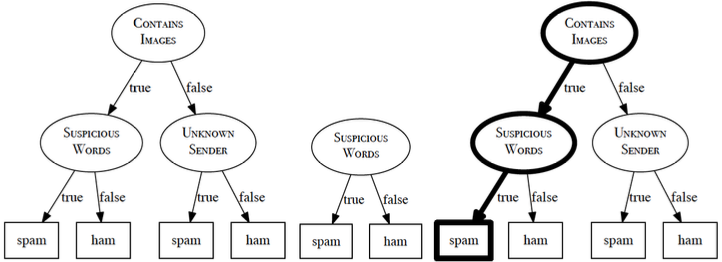 CONTAINS
IMAGES
true
false
SUSPICIOUS
WORDS
UNKNOWN
SENDER
true
false
true
false
spam
ham
spam
ham
SUSPICIOUS
WORDS
true
false
spam
ham
CONTAINS
IMAGES
true
false
SUSPICIOUS
WORDS
UNKNOWN
SENDER
true
false
true
false
spam
ham
spam
ham